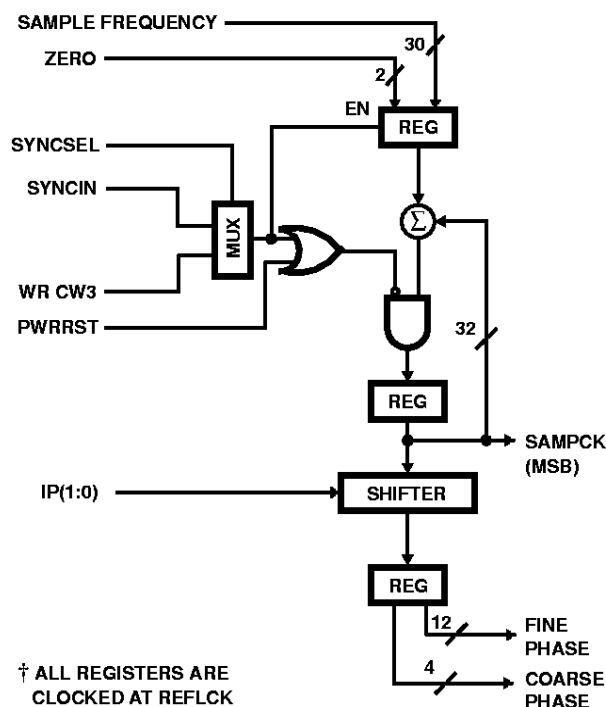 SAMPLE FREQUENCY
30
ZERO
2
EN
REG
SYNCSEL
SYNCIN
MUX
Σ
WR CW3
PWRRST
32
REG
SAMPCK
(MSB)
IP(1:0)
SHIFTER
REG
12
FINE
PHASE
4
COARSE
PHASE
† ALL REGISTERS ARE
CLOCKED AT REFLCK